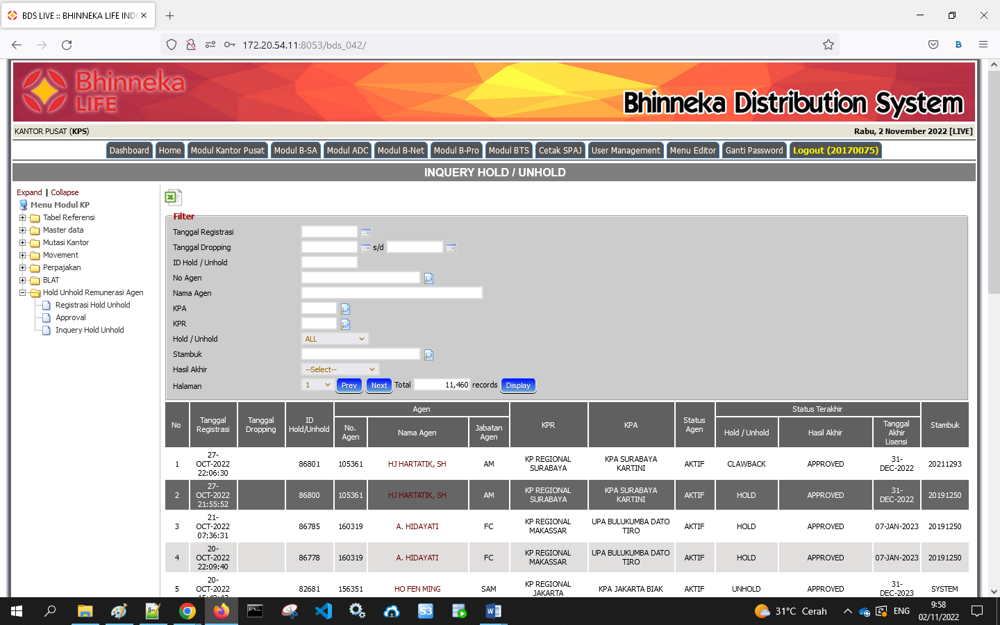 BDS LIVE :: BHINNEKA LIFE INDO
172.20.54.11:8053/bds_042/
Bhinneka
LIFE
Bhinneka Distribution System
KANTOR PUSAT (KPS)
Rabu, 2 November 2022 [LIVE]
Dashboard Home Modul Kantor Pusat Modul B-SA Modul ADC Modul B-Net Modul B-Pro Modul BTS Cetak SPAJ User Management Menu Editor Ganti Password Logout (20170075)
INQUERY HOLD / UNHOLD
Expand | Collapse
Menu Modul KP
Tabel Referensi
Master data
Mutasi Kantor
Movement
Perpajakan
BLAT
Hold Unhold Remunerasi Agen
Registrasi Hold Unhold
Approval
Inquery Hold Unhold
Filter
Tanggal Registrasi
Tanggal Dropping s/d
ID Hold / Unhold
No Agen
Nama Agen
KPA
KPR
Hold / Unhold ALL
Stambuk
Hasil Akhir --Select--
Halaman 1 Prev Next Total 11,460 records Display
No Tanggal Registrasi Tanggal Dropping ID Hold/Unhold Agen KPR KPA Status Agen Status Terakhir Stambuk
No. Agen Nama Agen Jabatan Agen Hold / Unhold Hasil Akhir Tanggal Akhir Lisensi
1 27-OCT-2022 22:06:30 86801 105361 HJ HARTATIK, SH AM KP REGIONAL SURABAYA KPA SURABAYA KARTINI AKTIF CLAWBACK APPROVED 31-DEC-2022 20211293
2 27-OCT-2022 21:55:52 86800 105361 HJ HARTATIK, SH AM KP REGIONAL SURABAYA KPA SURABAYA KARTINI AKTIF HOLD APPROVED 31-DEC-2022 20191250
3 21-OCT-2022 07:36:31 86785 160319 A. HIDAYATI FC KP REGIONAL MAKASSAR UPA BULUKUMBA DATO TIRO AKTIF HOLD APPROVED 07-JAN-2023 20191250
4 20-OCT-2022 22:09:40 86778 160319 A. HIDAYATI FC KP REGIONAL MAKASSAR UPA BULUKUMBA DATO TIRO AKTIF HOLD APPROVED 07-JAN-2023 20191250
5 20-OCT-2022 82681 156351 HO FEN MING SAM KP REGIONAL JAKARTA KPA JAKARTA BIAK AKTIF UNHOLD APPROVED 31-DEC-2023 SYSTEM
31°C Cerah ENG 9:58
02/11/2022